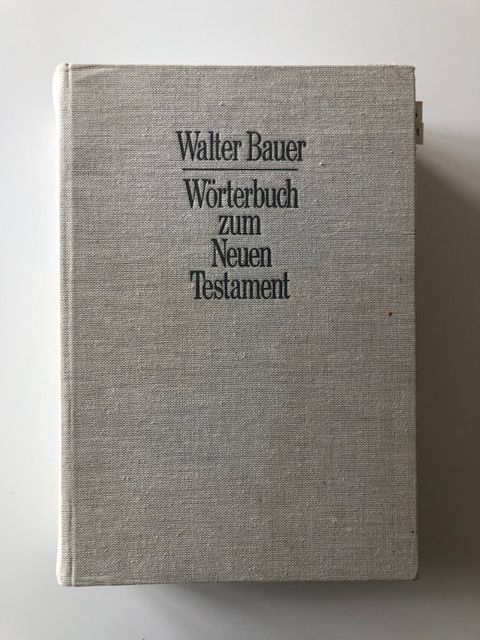 Walter Bauer
Wörterbuch
zum
Neuen
Testament